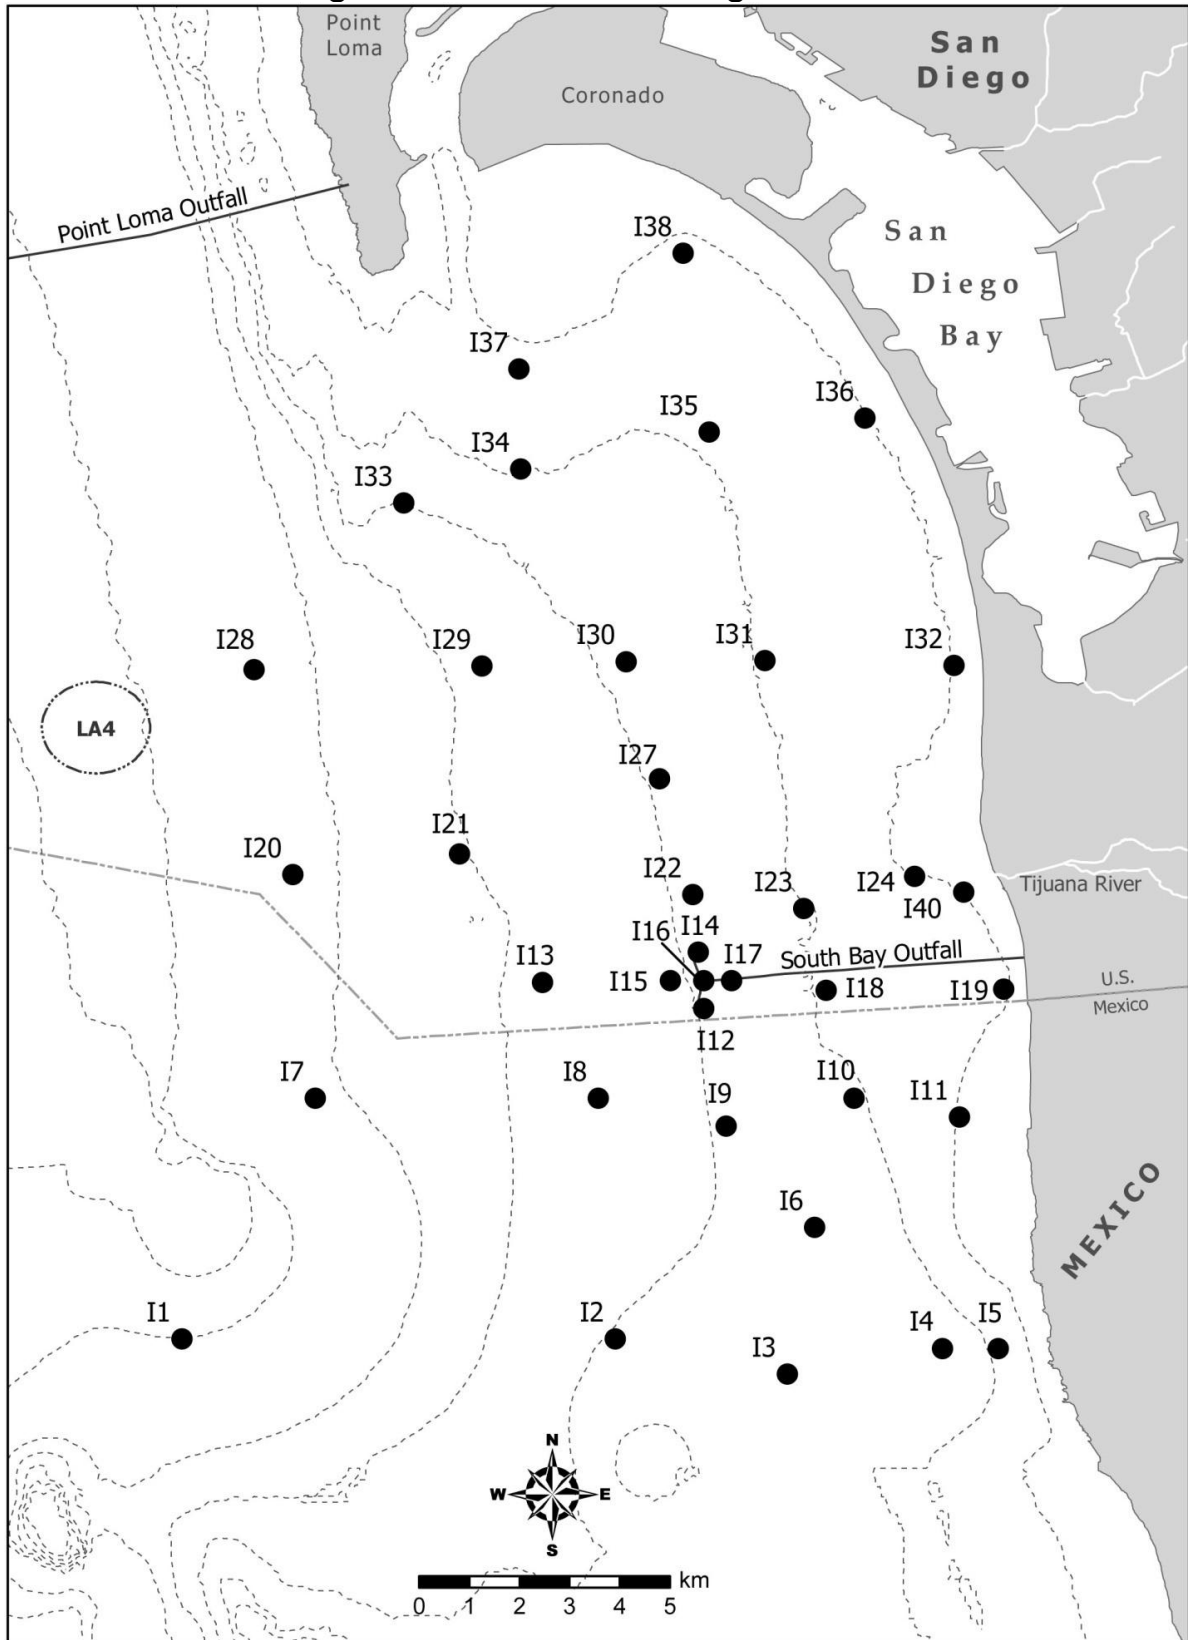 Point
Loma
San
Diego
Coronado
Point Loma Outfall
San
Diego
Bay
I38
I37
I36
I35
I34
I33
I28
I29
I30
I31
I32
LA4
I27
I21
I20
I22
I23
I24
Tijuana River
I40
I16
I14
I13
I15
I17
South Bay Outfall
I18
I19
U.S.
Mexico
I12
I7
I8
I9
I10
I11
MEXICO
I6
I1
I2
I3
I4
I5
N
W E
S
km
0 1 2 3 4 5